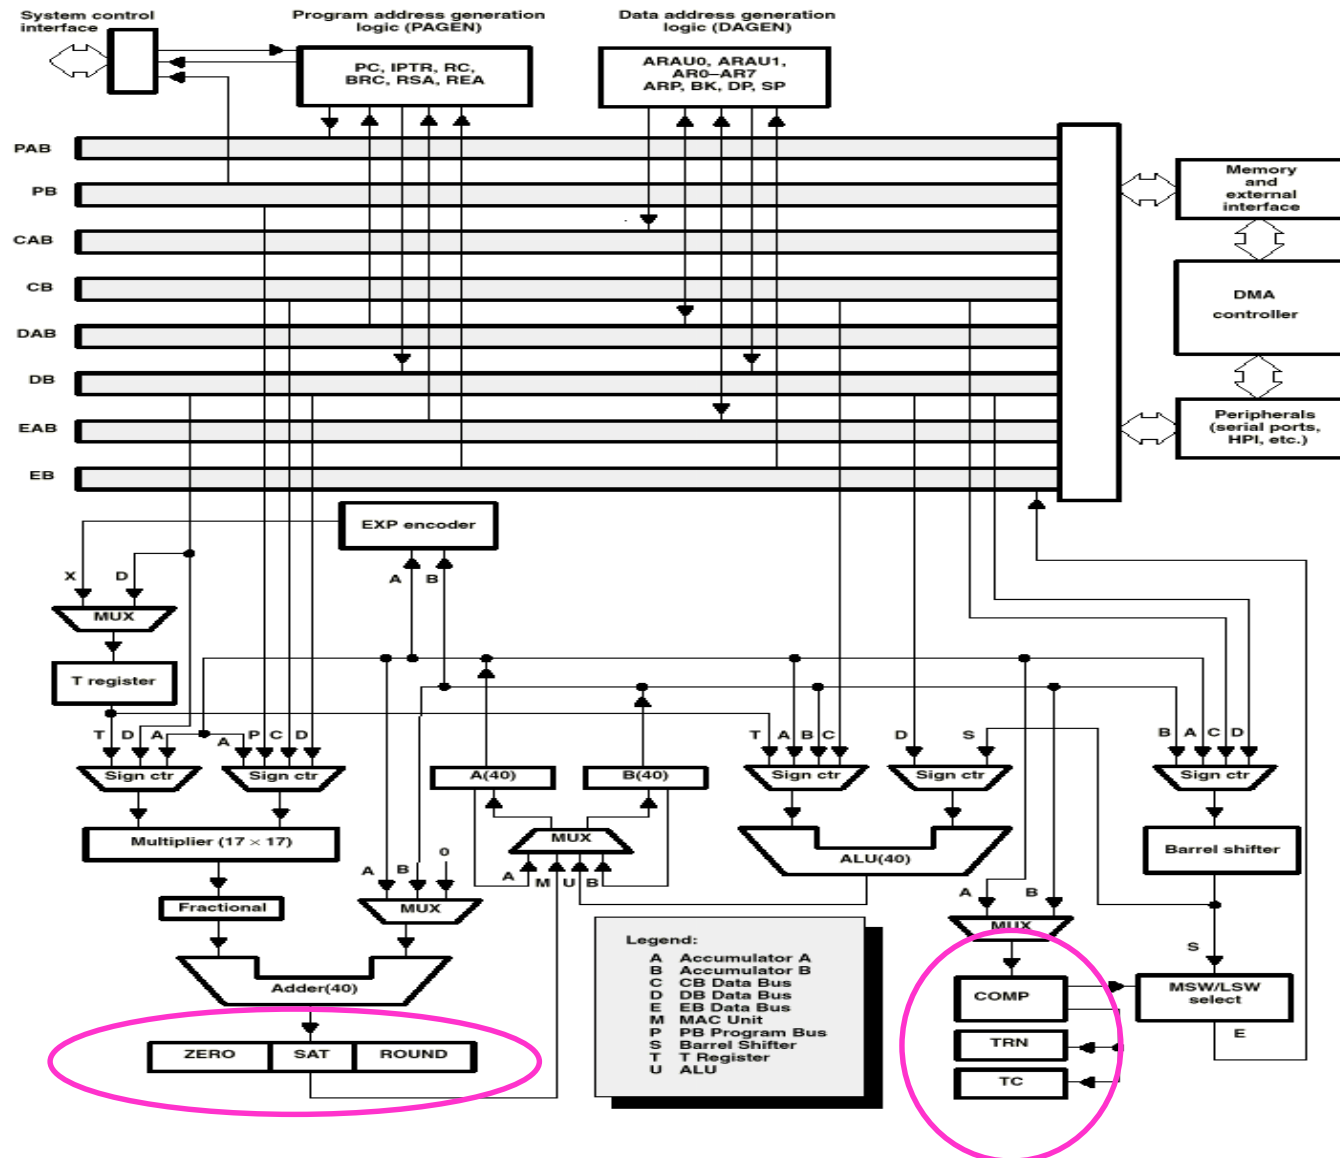 System control
interface
Program address generation
logic (PAGEN)
Data address generation
logic (DAGEN)
PC, IPTR, RC,
BRC, RSA, REA
ARAU0, ARAU1,
AR0–AR7
ARP, BK, DP, SP
PAB
PB
CAB
CB
DAB
DB
EAB
EB
Memory
and
external
interface
DMA
controller
Peripherals
(serial ports,
HPI, etc.)
EXP encoder
X
D
A
B
MUX
T register
T
D
A
A
P
C
D
T
A
B
C
D
S
B
A
C
D
Sign ctr
Sign ctr
A(40)
B(40)
Sign ctr
Sign ctr
Sign ctr
Multiplier (17 × 17)
MUX
ALU(40)
Barrel shifter
A
B
0
A
M
U
B
A
B
Fractional
MUX
MUX
S
Adder(40)
COMP
MSW/LSW
select
E
ZERO
SAT
ROUND
TRN
TC
Legend:
A Accumulator A
B Accumulator B
C CB Data Bus
D DB Data Bus
E EB Data Bus
M MAC Unit
P PB Program Bus
S Barrel Shifter
T T Register
U ALU